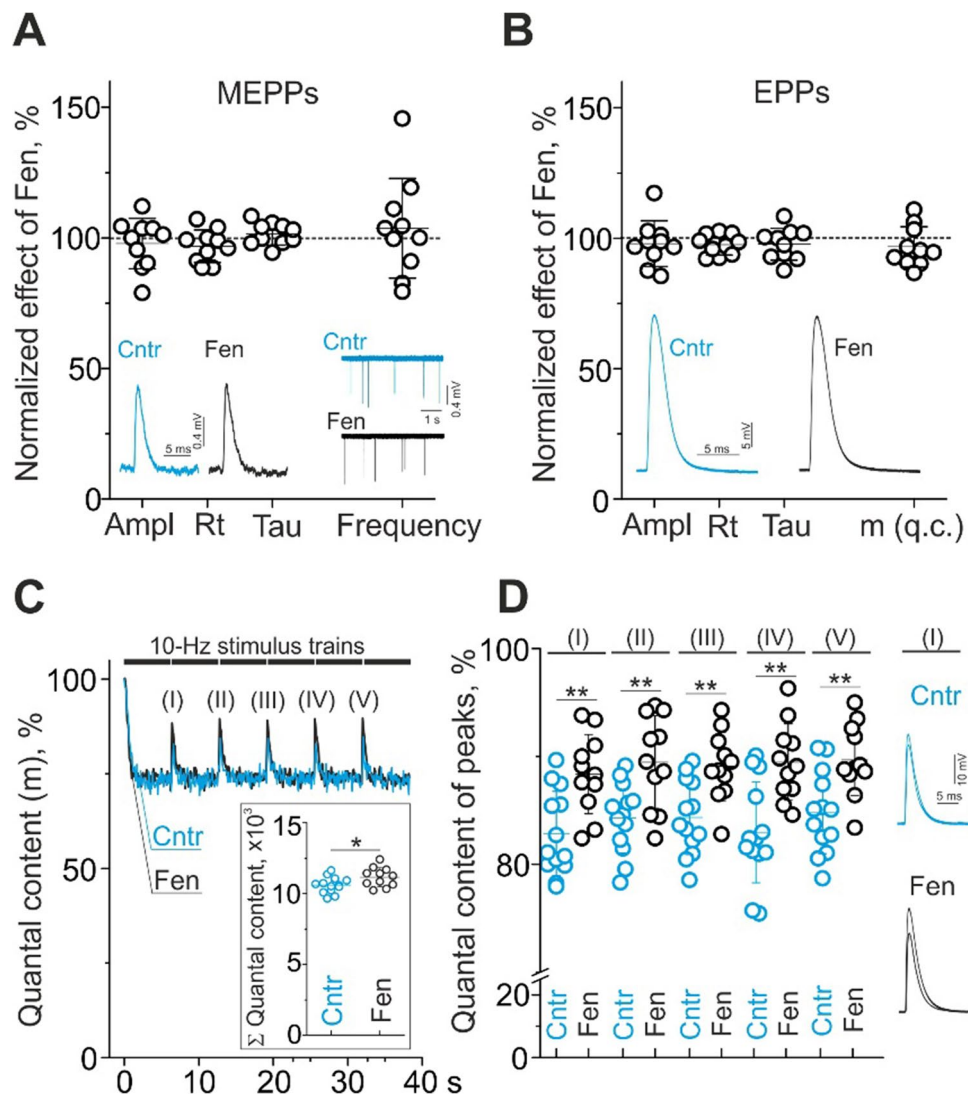 A
MEPPs
Normalized effect of Fen, %
150
100
50
0
Cntr
Fen
5 ms
0.4 mV
Cntr
0.4 mV
1 s
Fen
Ampl Rt Tau Frequency
B
EPPs
Normalized effect of Fen, %
150
100
50
0
Cntr
Fen
5 ms
5 mV
Ampl Rt Tau m (q.c.)
C
10-Hz stimulus trains
Quantal content (m), %
100
50
0
(I) (II) (III) (IV) (V)
Cntr
Fen
Σ Quantal content, x10³
15
10
5
0
*
Cntr
Fen
0 10 20 30 40 s
D
(I) (II) (III) (IV) (V)
Quantal content of peaks, %
100
80
20
0
** ** ** ** **
Cntr Fen Cntr Fen Cntr Fen Cntr Fen Cntr Fen
(I)
Cntr
10 mV
5 ms
Fen